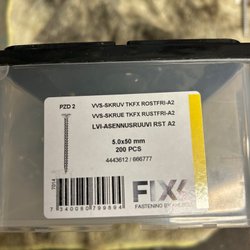 PZD 2
VVS-SKRUV TKFX ROSTFRI-A2
VVS-SKRUE TKFX RUSTFRI-A2
LVI-ASENNUSRUUVI RST A2
5.0x50 mm
200 PCS
4443612 / 666777
7014
FASTENING BY